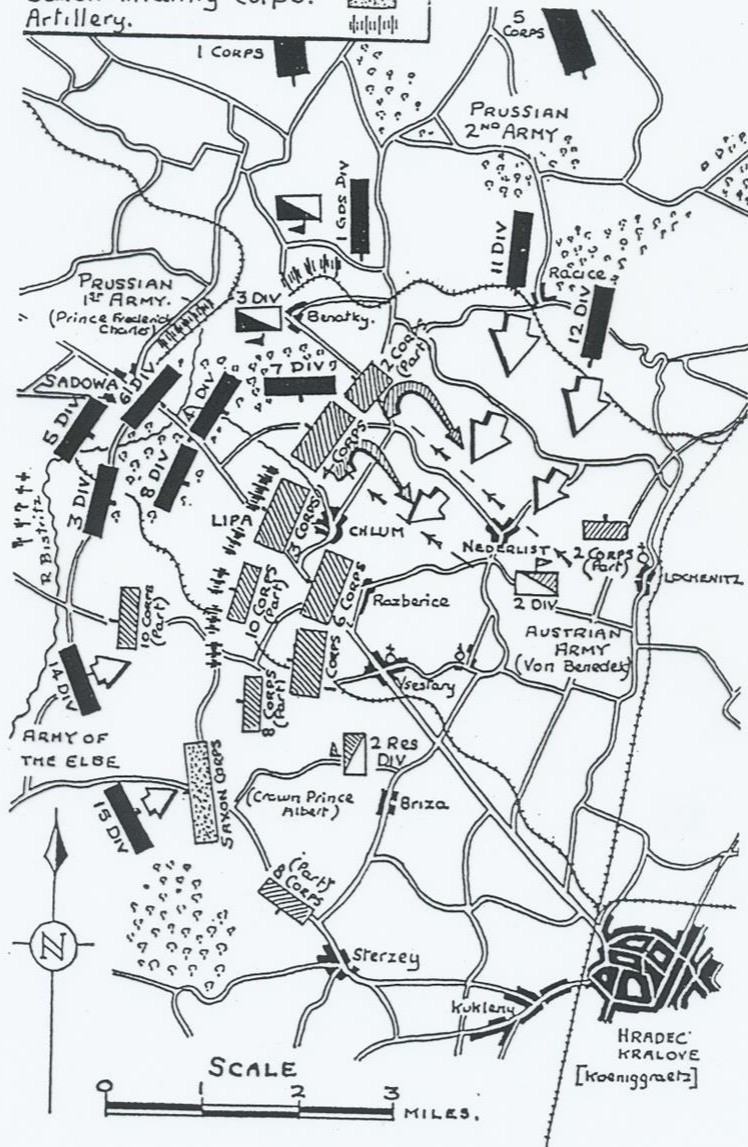 Saxon Infantry Corps.
Artillery.
1 CORPS
5
CORPS
PRUSSIAN
2ND ARMY
1 GDS DIV
11 DIV
Racice
12 DIV
PRUSSIAN
1ST ARMY.
(Prince Frederick
Charles)
3 DIV
Benatky.
2 Corps
(Part)
7 DIV
SADOWA
6 DIV
4 DIV
5 DIV
8 DIV
3 DIV
4 CORPS
R Bistritz
LIPA
3 CORPS
CHLUM
NEDERLIST
2 CORPS
(Part)
LOCHENITZ
2 DIV
10 CORPS
(Part)
10 CORPS
(Part)
6 CORPS
Razberice
AUSTRIAN
ARMY
(Von Benedek)
1 CORPS
Vsestary
14 DIV
8 CORPS
(Part)
ARMY OF
THE ELBE
2 Res
DIV
SAXON CORPS
(Crown Prince
Albert)
Briza
15 DIV
(Part)
8 CORPS
N
Sterzey
Kukleny
HRADEC
KRALOVE
[Koeniggraetz]
SCALE
0 1 2 3
MILES.